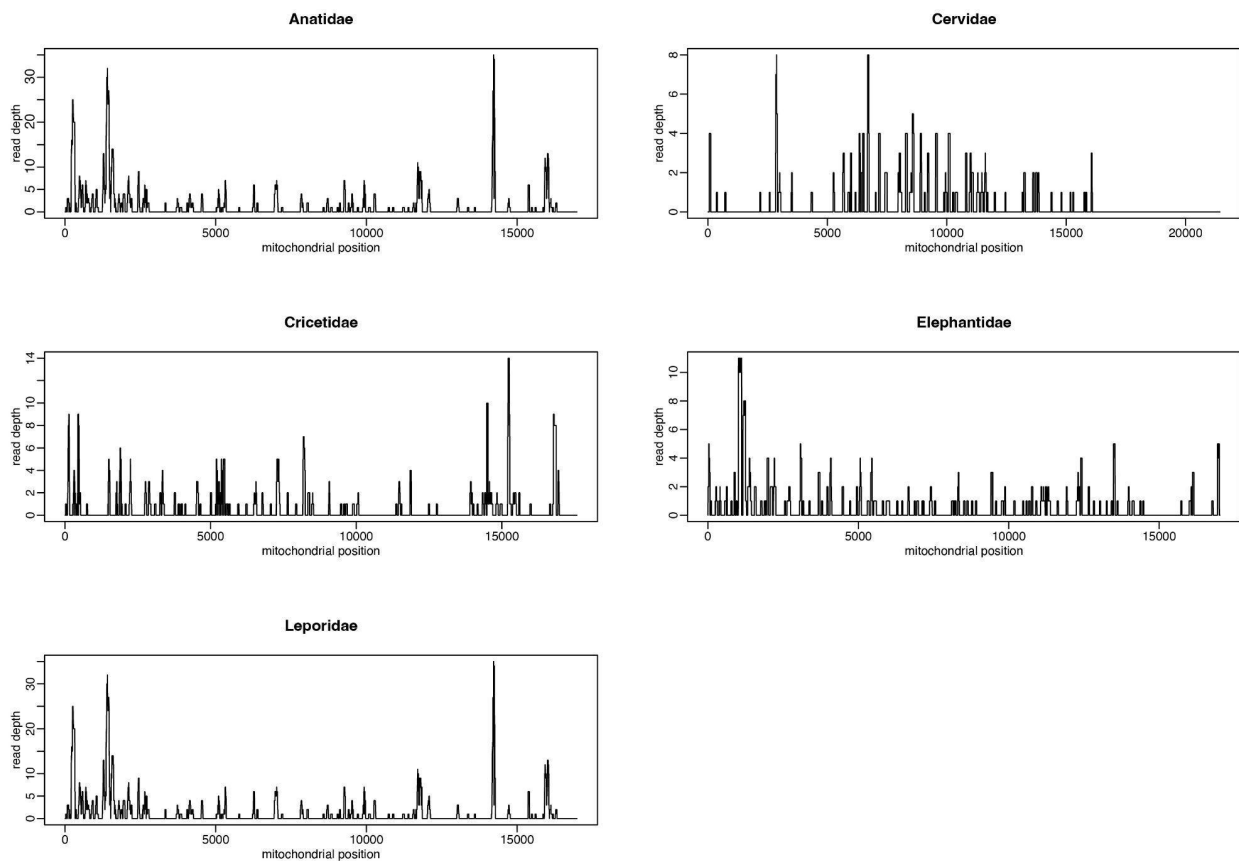 Anatidae
read depth
0 5 10 20 30
0 5000 10000 15000
mitochondrial position
Cervidae
read depth
0 2 4 6 8
0 5000 10000 15000 20000
mitochondrial position
Cricetidae
read depth
0 2 4 6 8 10 14
0 5000 10000 15000
mitochondrial position
Elephantidae
read depth
0 2 4 6 8 10
0 5000 10000 15000
mitochondrial position
Leporidae
read depth
0 5 10 20 30
0 5000 10000 15000
mitochondrial position